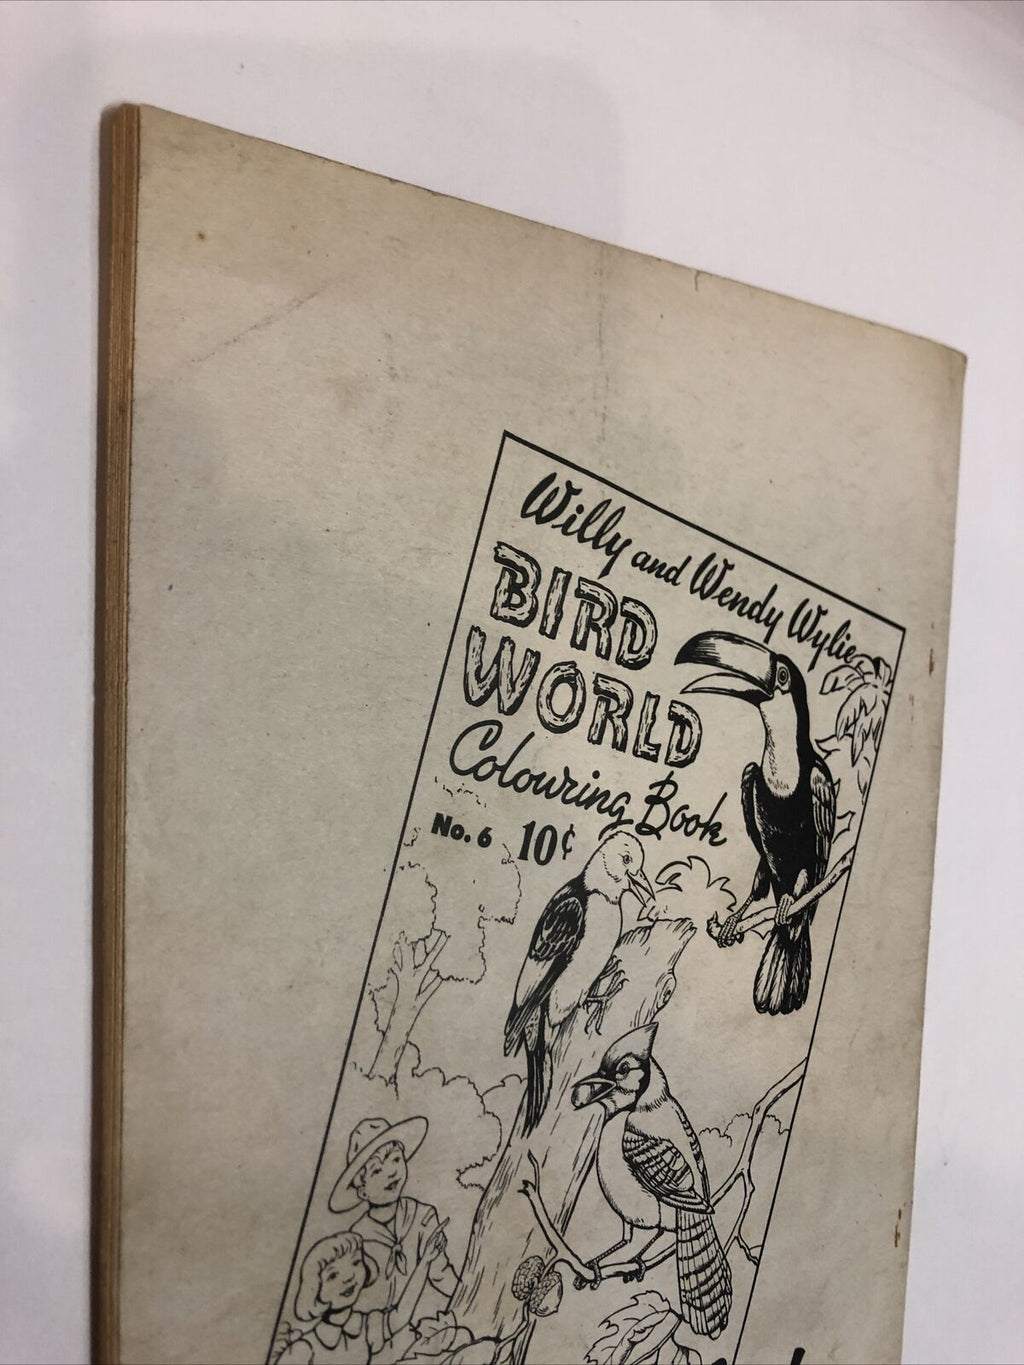 Willy and Wendy Wylie
BIRD
WORLD
Colouring Book
No. 6 10¢